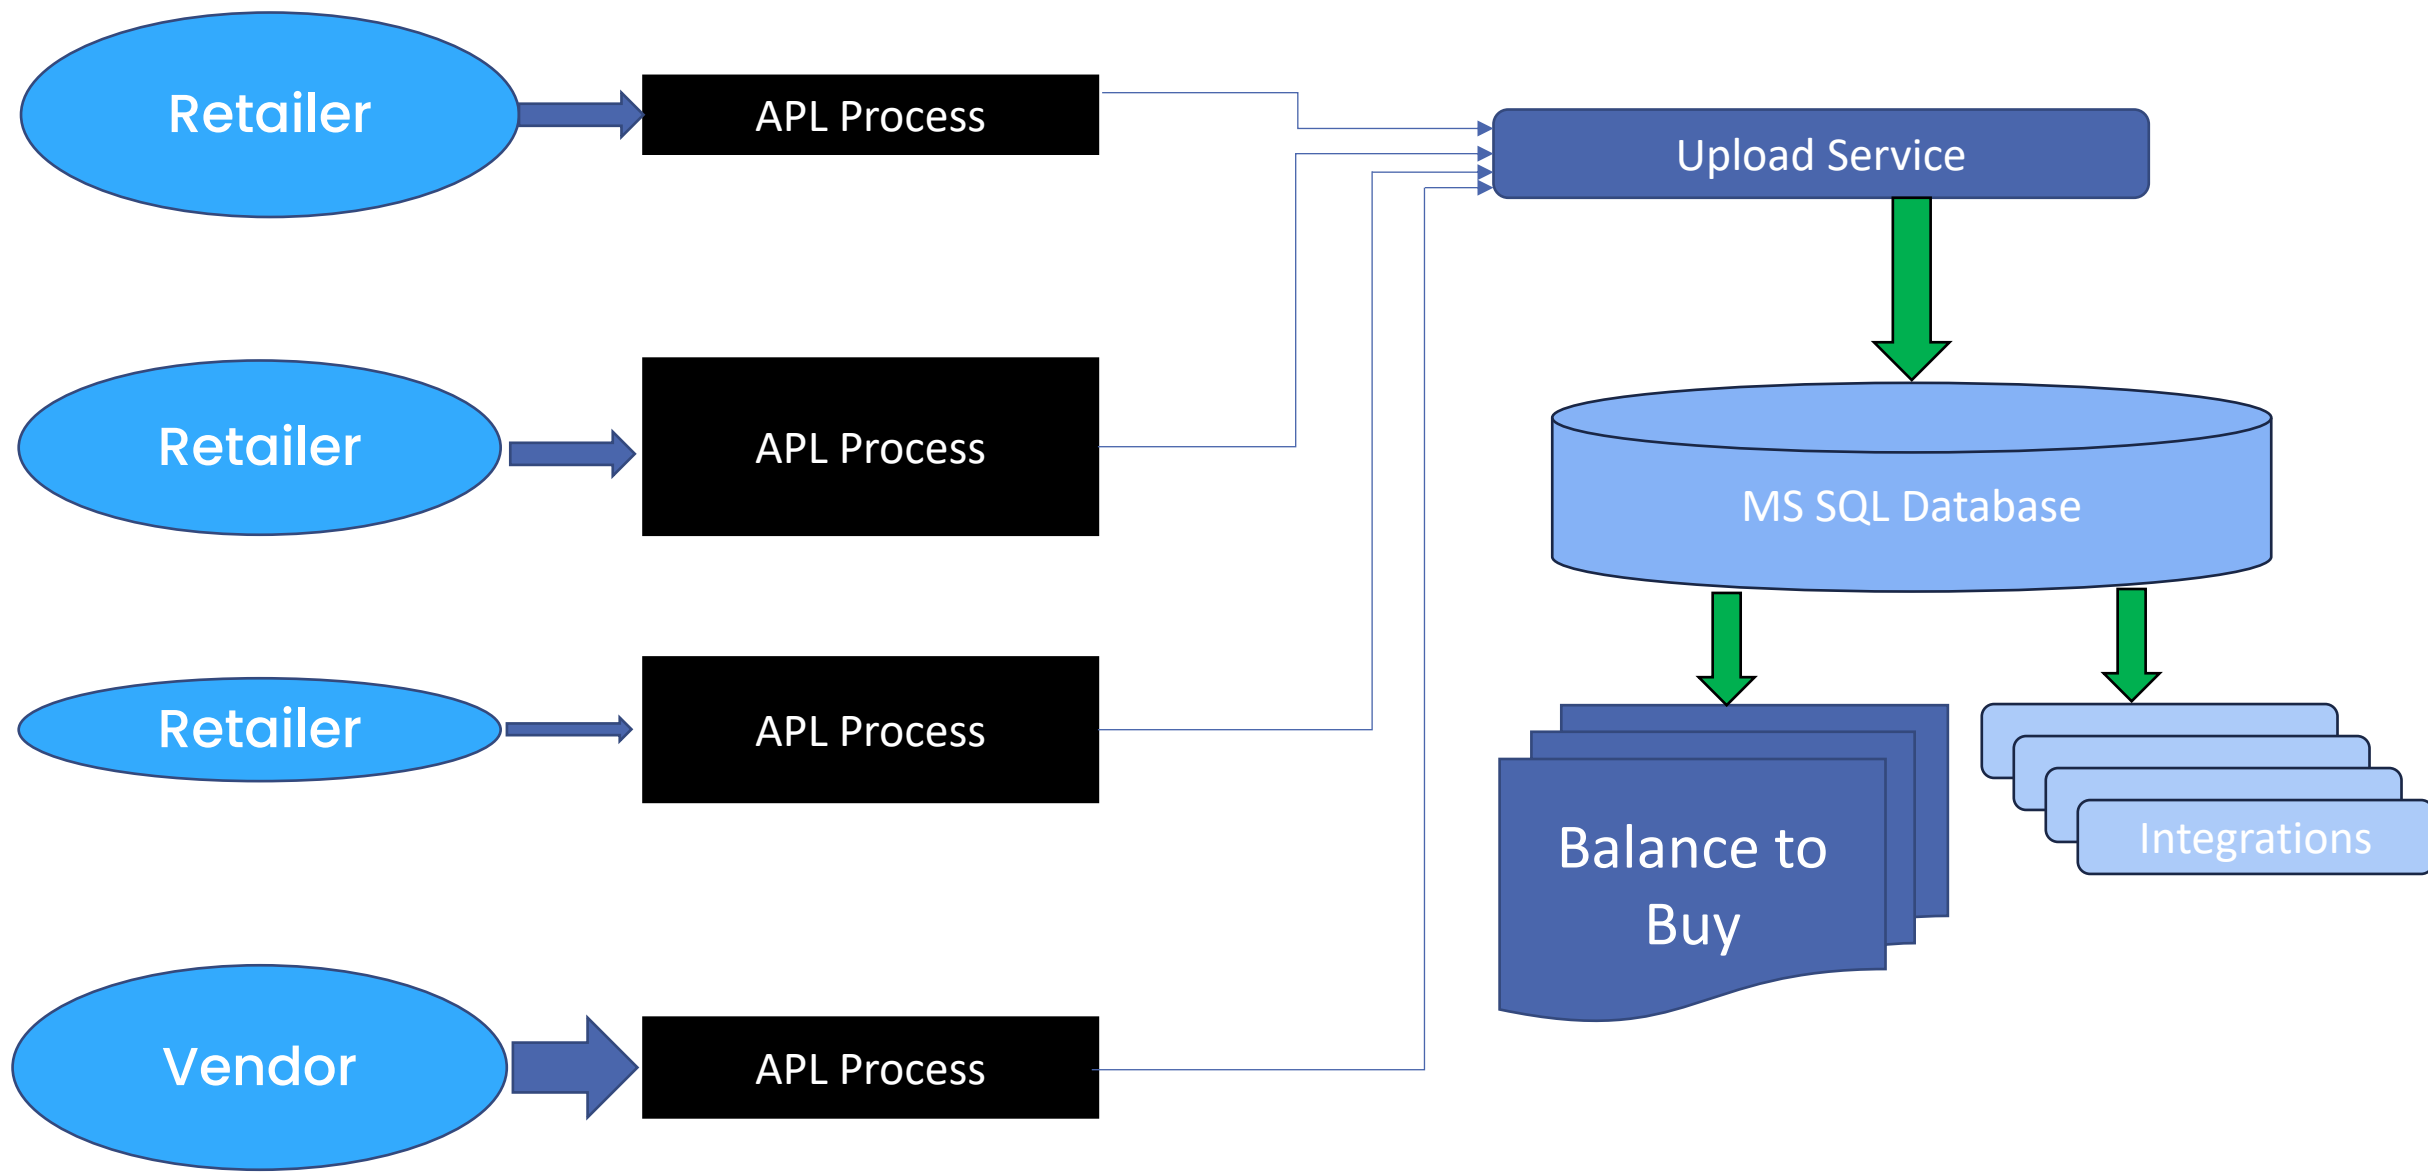 Retailer
APL Process
Upload Service
Retailer
APL Process
MS SQL Database
Retailer
APL Process
Balance to
Buy
Integrations
Vendor
APL Process